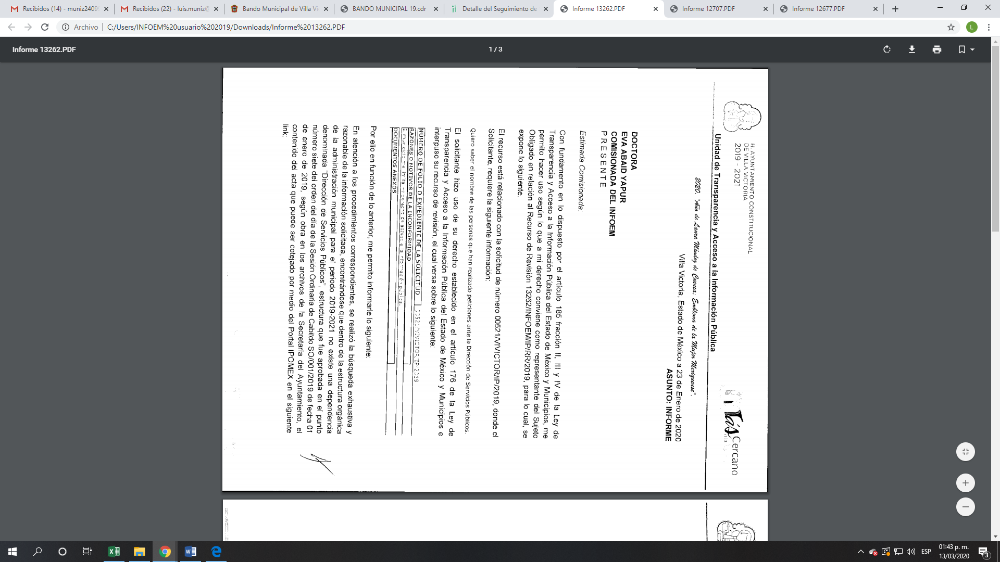 Recibidos (14) - muniz2409
Recibidos (22) - luis.muniz@
Bando Municipal de Villa Vi
BANDO MUNICIPAL 19.cdr
Detalle del Seguimiento de
Informe 13262.PDF
Informe 12707.PDF
Informe 12677.PDF
Archivo
C:/Users/INFOEM%20usuario%202019/Downloads/Informe%2013262.PDF
L
Informe 13262.PDF
1 / 3
H. AYUNTAMIENTO CONSTITUCIONAL
DE VILLA VICTORIA
2019 - 2021
Más Cercano
Unidad de Transparencia y Acceso a la Información Pública
2020. "Año de Laura Méndez de Cuenca; Emblema de la Mujer Mexiquense".
Villa Victoria, Estado de México a 23 de Enero de 2020
ASUNTO: INFORME
DOCTORA
EVA ABAID YAPUR
COMISIONADA DEL INFOEM
P R E S E N T E
Estimada Comisionada:
Con fundamento en lo dispuesto por el artículo 185 fracción II, III y IV de la Ley de
Transparencia y Acceso a la Información Pública del Estado de México y Municipios, me
permito hacer uso según lo que a mi derecho conviene como representante del Sujeto
Obligado en relación al Recurso de Revisión 13262/INFOEM/IP/RR/2019, para lo cual, se
expone lo siguiente.
El recurso está relacionado con la solicitud de número 00521/VIVICTOR/IP/2019, donde el
Solicitante, requiere la siguiente información:
Quiero saber el nombre de las personas que han realizado peticiones ante la Dirección de Servicios Públicos.
El solicitante hizo uso de su derecho establecido en el artículo 176 de la Ley de
Transparencia y Acceso a la Información Pública del Estado de México y Municipios e
interpuso su recurso de revisión, el cual versa sobre lo siguiente:
NÚMERO DE FOLIO O EXPEDIENTE DE LA SOLICITUD 00521/VIVICTOR/IP/2019
RAZONES O MOTIVOS DE LA INCONFORMIDAD
mi derecho de acceso a la información pública.
DOCUMENTOS ANEXOS
Por ello en función de lo anterior, me permito informarle lo siguiente:
En atención a los procedimientos correspondientes, se realizó la búsqueda exhaustiva y
razonable de la información solicitada, encontrándose que dentro de la estructura orgánica
de la administración municipal para el periodo 2019-2021 no existe una dependencia
denominada "Dirección de Servicios Públicos", estructura que fue aprobada en el punto
número siete del orden del día de la Sesión Ordinaria de Cabildo SO/001/2019 de fecha 01
de enero de 2019, según obra en los archivos de la Secretaría del Ayuntamiento, el
contenido del acta que puede ser cotejado por medio del Portal IPOMEX en el siguiente
link:
ESP
01:43 p. m.
13/03/2020
3